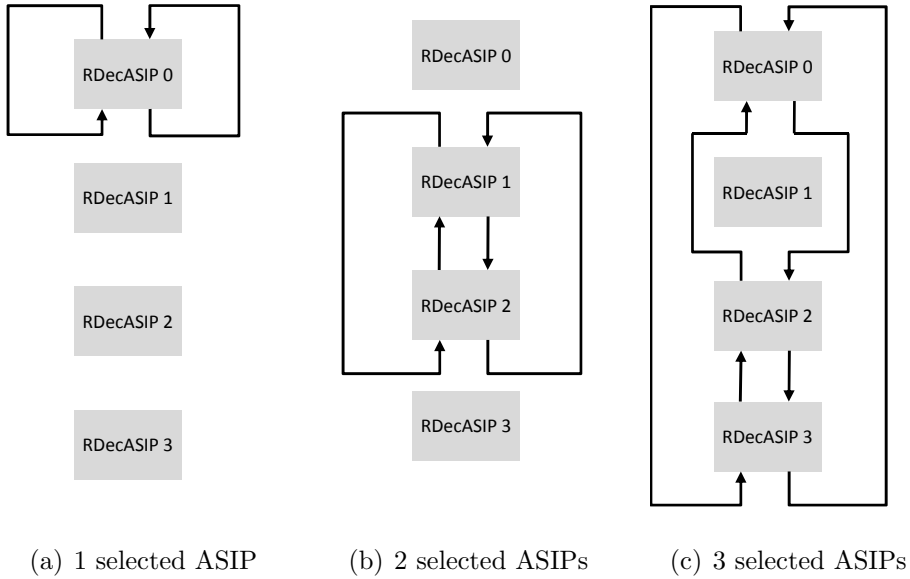 RDecASIP 0
RDecASIP 1
RDecASIP 2
RDecASIP 3
(a) 1 selected ASIP
RDecASIP 0
RDecASIP 1
RDecASIP 2
RDecASIP 3
(b) 2 selected ASIPs
RDecASIP 0
RDecASIP 1
RDecASIP 2
RDecASIP 3
(c) 3 selected ASIPs